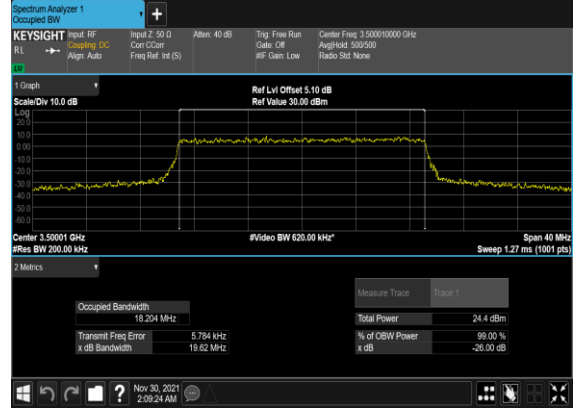 Spectrum Analyzer 1
Occupied BW
+
KEYSIGHT Input: RF Input Z: 50 Ω Atten: 40 dB Trig: Free Run Center Freq: 3.500010000 GHz
RL Coupling: DC Corr CCorr Gate: Off Avg|Hold: 500/500
Align: Auto Freq Ref: Int (S) #IF Gain: Low Radio Std: None
1 Graph
Ref Lvl Offset 5.10 dB
Scale/Div 10.0 dB Ref Value 30.00 dBm
Log
20.0
10.0
0.00
-10.0
-20.0
-30.0
-40.0
-50.0
-60.0
Center 3.50001 GHz #Video BW 620.00 kHz* Span 40 MHz
#Res BW 200.00 kHz Sweep 1.27 ms (1001 pts)
2 Metrics
Measure Trace Trace 1
Occupied Bandwidth
18.204 MHz Total Power 24.4 dBm
Transmit Freq Error 5.784 kHz % of OBW Power 99.00 %
x dB Bandwidth 19.62 MHz x dB -26.00 dB
? Nov 30, 2021
2:09:24 AM